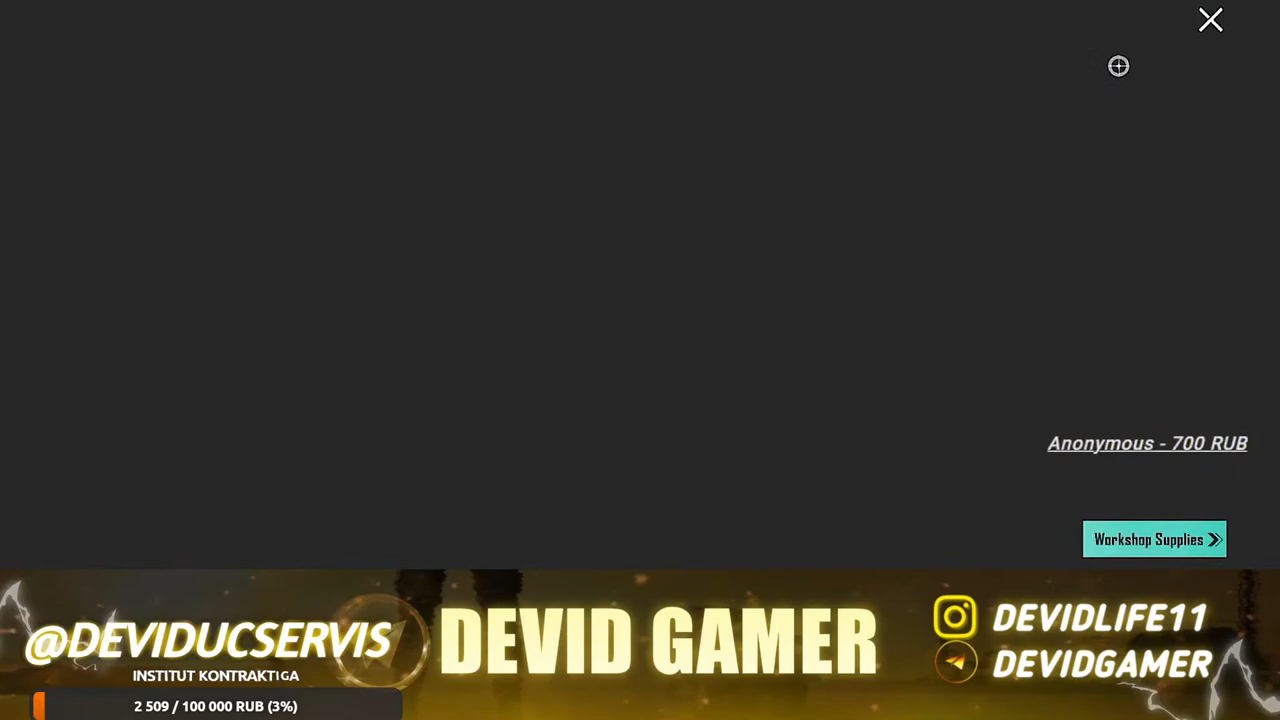 Anonymous - 700 RUB
Workshop Supplies
@DEVIDUCSERVIS
DEVID GAMER
DEVIDLIFE11
DEVIDGAMER
INSTITUT KONTRAKTIGA
2 509 / 100 000 RUB (3%)